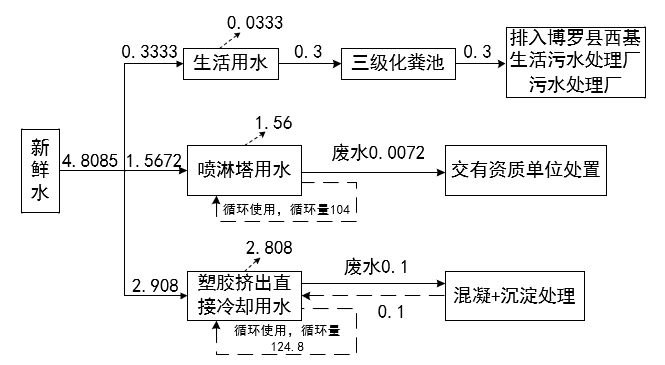 0.0333
0.3333
生活用水
0.3
三级化粪池
0.3
排入博罗县西基
生活污水处理厂
污水处理厂
新
鲜
水
4.8085
1.5672
1.56
喷淋塔用水
废水0.0072
交有资质单位处置
循环使用，循环量104
2.808
2.908
塑胶挤出直
接冷却用水
废水0.1
0.1
混凝+沉淀处理
循环使用，循环量
124.8